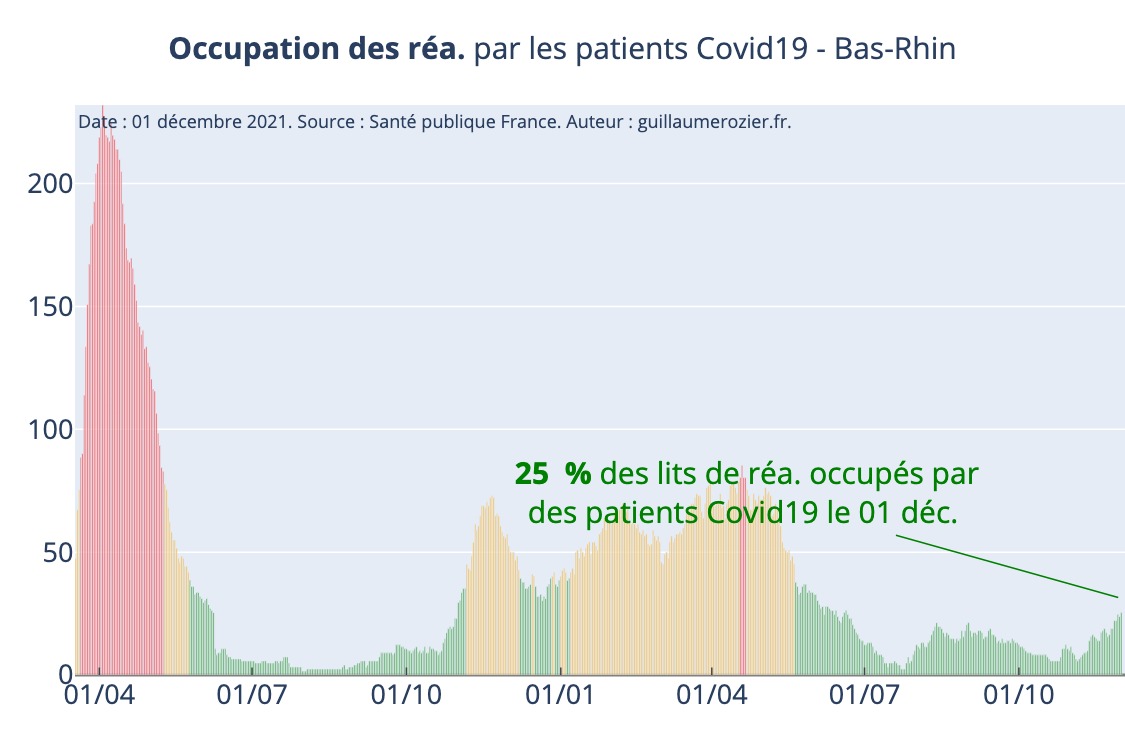 Occupation des réa. par les patients Covid19 - Bas-Rhin
Date : 01 décembre 2021. Source : Santé publique France. Auteur : guillaumerozier.fr.
200
150
100
50
0
25  % des lits de réa. occupés par
des patients Covid19 le 01 déc.
01/04 01/07 01/10 01/01 01/04 01/07 01/10